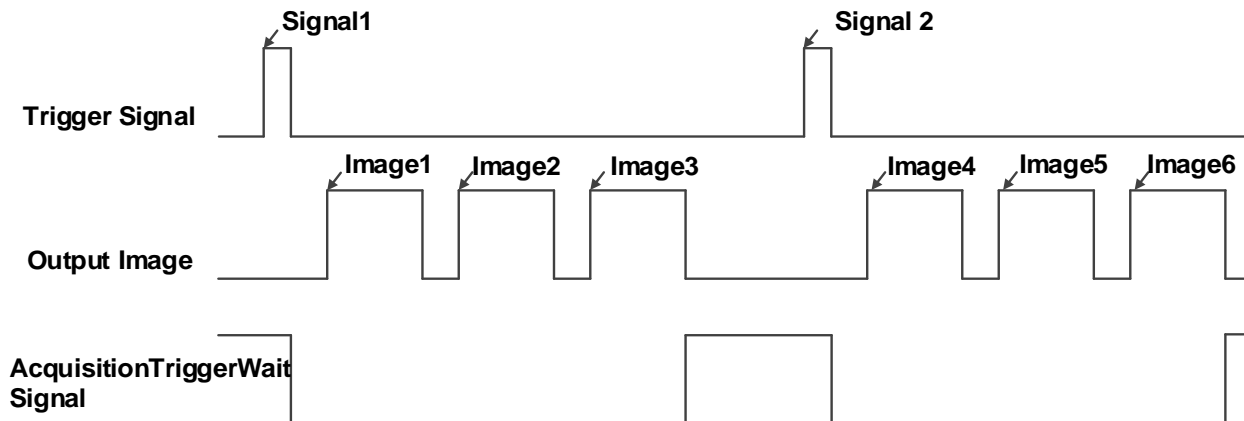 Signal1
Signal 2
Trigger Signal
Image1
Image2
Image3
Image4
Image5
Image6
Output Image
AcquisitionTriggerWait
Signal